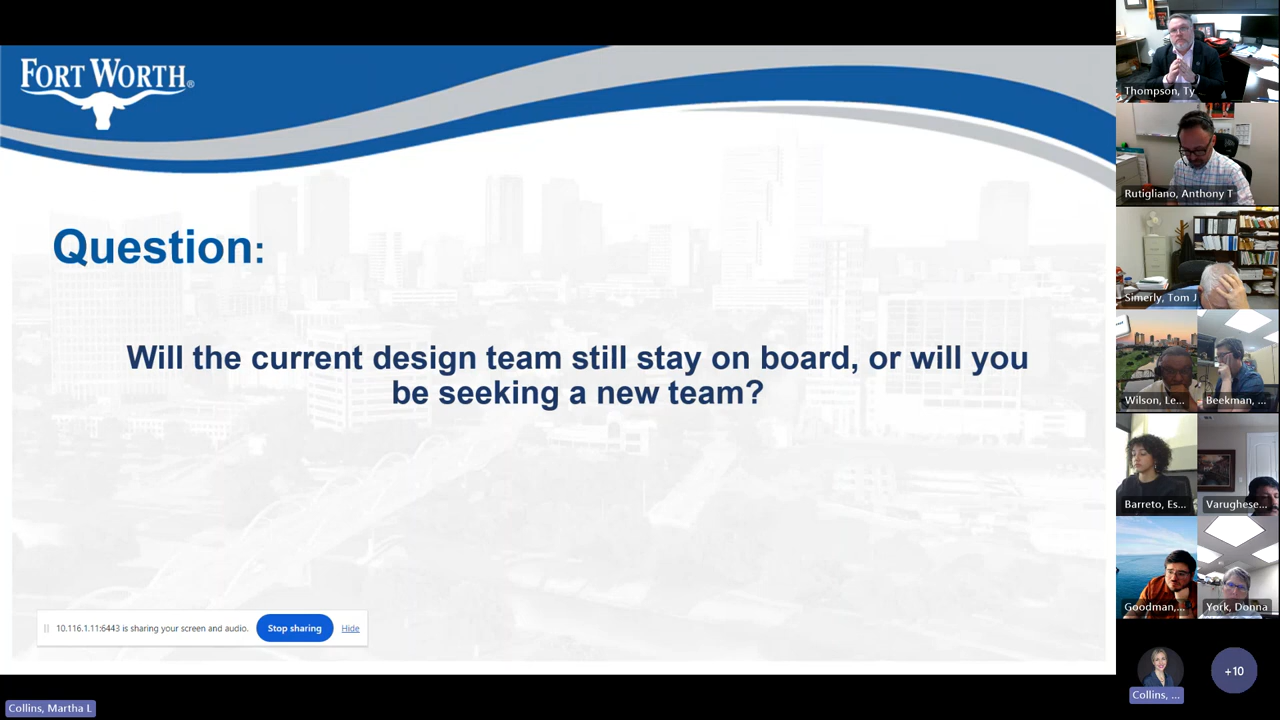 FORT WORTH®
Question:
Will the current design team still stay on board, or will you
be seeking a new team?
10.116.1.11:6443 is sharing your screen and audio.
Stop sharing
Hide
Collins, Martha L
Thompson, Ty
Rutigliano, Anthony T
Simerly, Tom J
Wilson, Le...
Beekman, ...
Barreto, Es...
Varughese...
Goodman,...
York, Donna
Collins, ...
+10